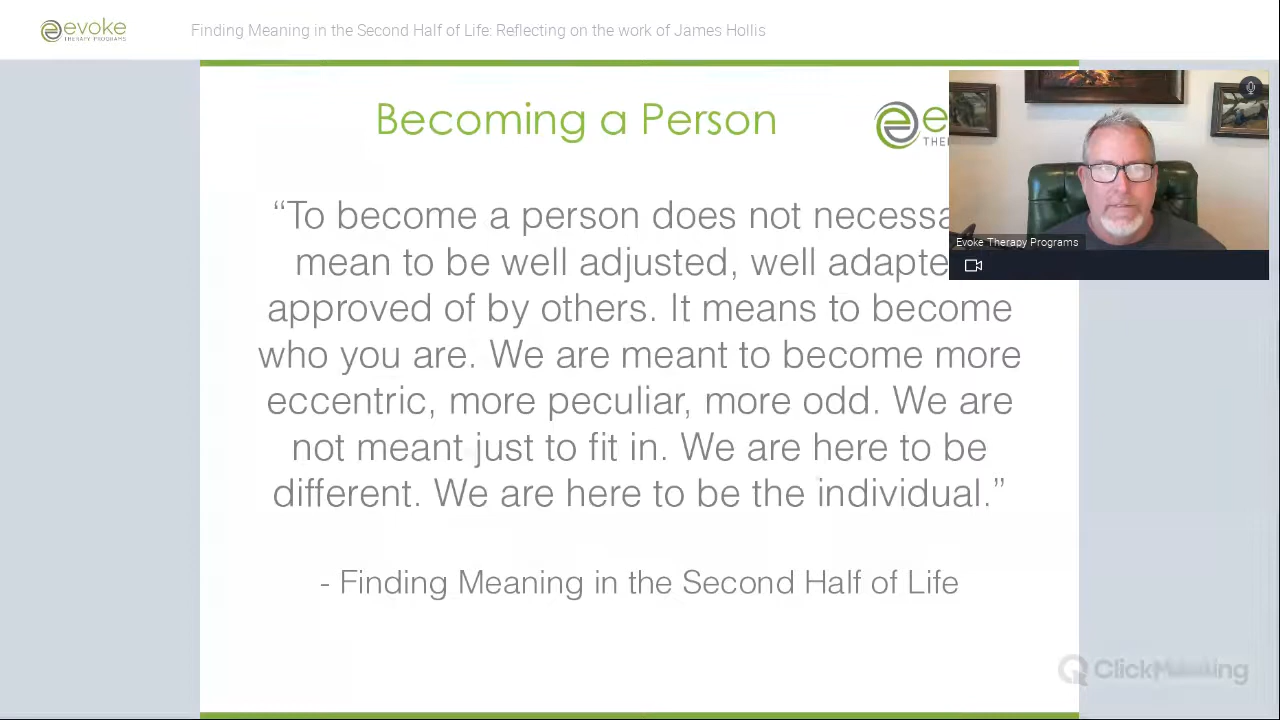 evoke
THERAPY PROGRAMS
Finding Meaning in the Second Half of Life: Reflecting on the work of James Hollis
Becoming a Person
“To become a person does not
mean to be well adjusted, well
approved of by others. It means to become
who you are. We are meant to become more
eccentric, more peculiar, more odd. We are
not meant just to fit in. We are here to be
different. We are here to be the individual.”
- Finding Meaning in the Second Half of Life
Evoke Therapy Programs